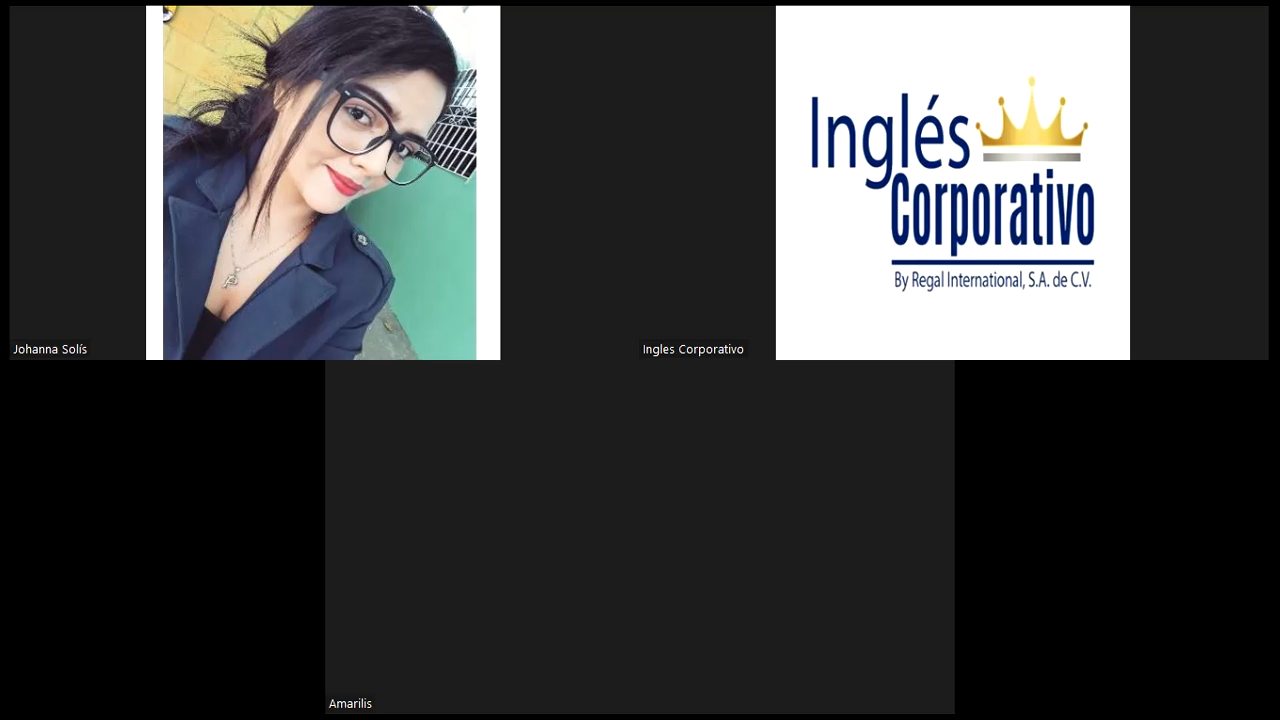 Inglés
Corporativo
By Regal International, S.A. de C.V.
Johanna Solís
Ingles Corporativo
Amarilis